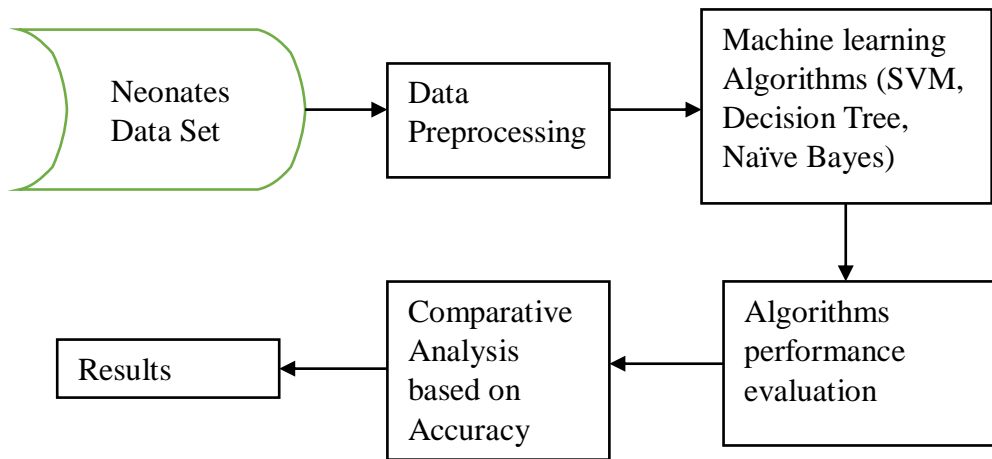 Neonates
Data Set
Data
Preprocessing
Machine learning
Algorithms (SVM,
Decision Tree,
Naïve Bayes)
Algorithms
performance
evaluation
Comparative
Analysis
based on
Accuracy
Results